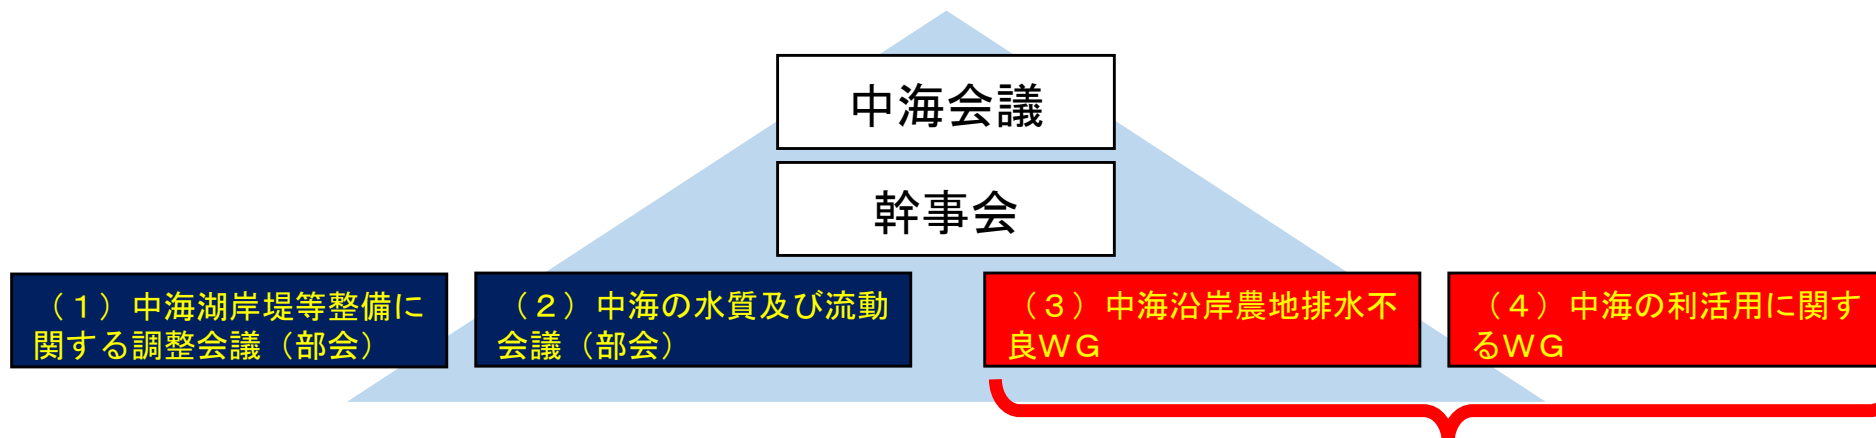 中海会議
幹事会
（１）中海湖岸堤等整備に
関する調整会議（部会）
（２）中海の水質及び流動
会議（部会）
（３）中海沿岸農地排水不
良ＷＧ
（４）中海の利活用に関す
るＷＧ